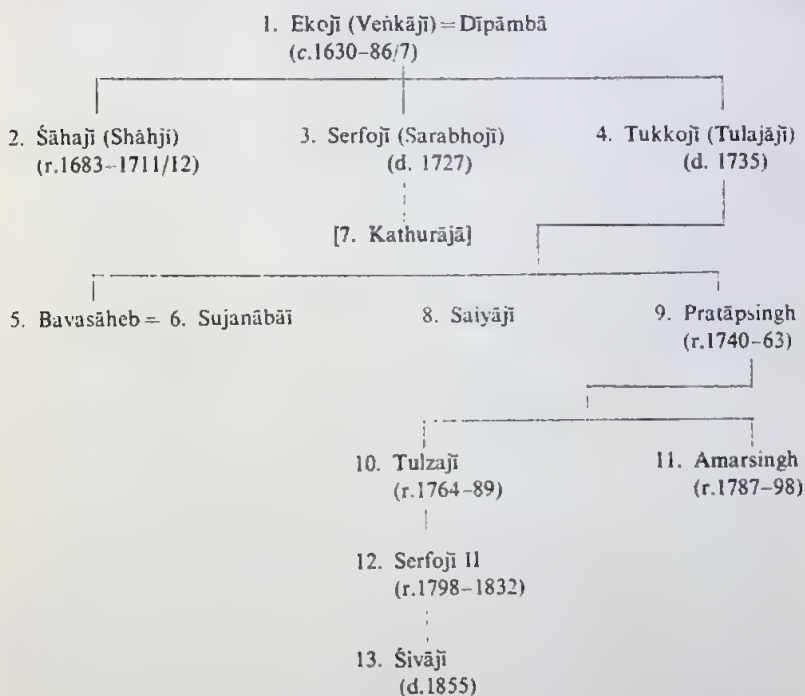 1. Ekojī (Veṅkājī) = Dīpāmbā
(c.1630–86/7)
2. Śāhajī (Shāhji) 3. Serfojī (Sarabhojī) 4. Tukkojī (Tulajājī)
(r.1683–1711/12) (d. 1727) (d. 1735)
[7. Kathurājā]
5. Bavasāheb = 6. Sujanābāī 8. Saiyājī 9. Pratāpsingh
(r.1740–63)
10. Tulzajī 11. Amarsingh
(r.1764–89) (r.1787–98)
12. Serfojī II
(r.1798–1832)
13. Śivājī
(d.1855)